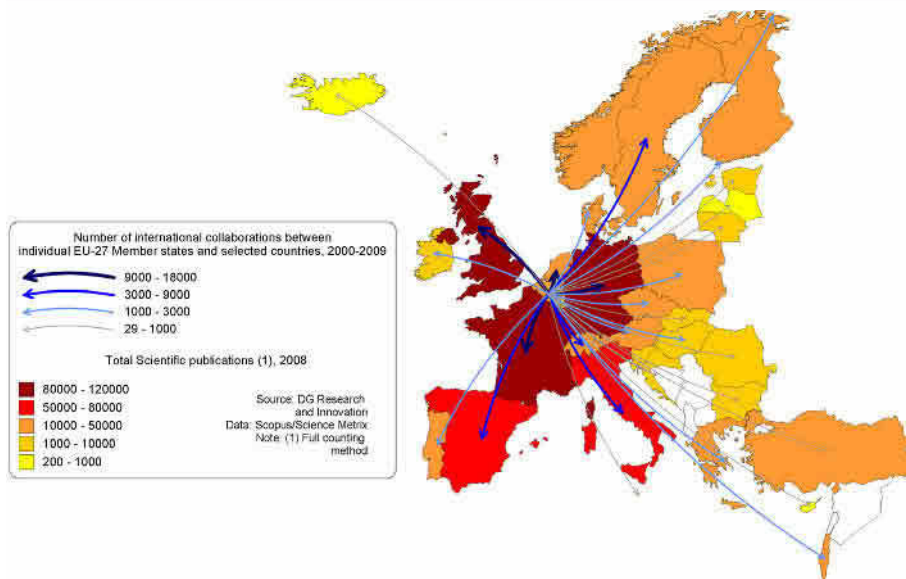 Number of international collaborations between
individual EU-27 Member states and selected countries, 2000-2009
9000 - 18000
3000 - 9000
1000 - 3000
29 - 1000
Total Scientific publications (1), 2008
80000 - 120000
50000 - 80000
10000 - 50000
1000 - 10000
200 - 1000
Source: DG Research
and Innovation
Data: Scopus/Science Metrix
Note: (1) Full counting
method